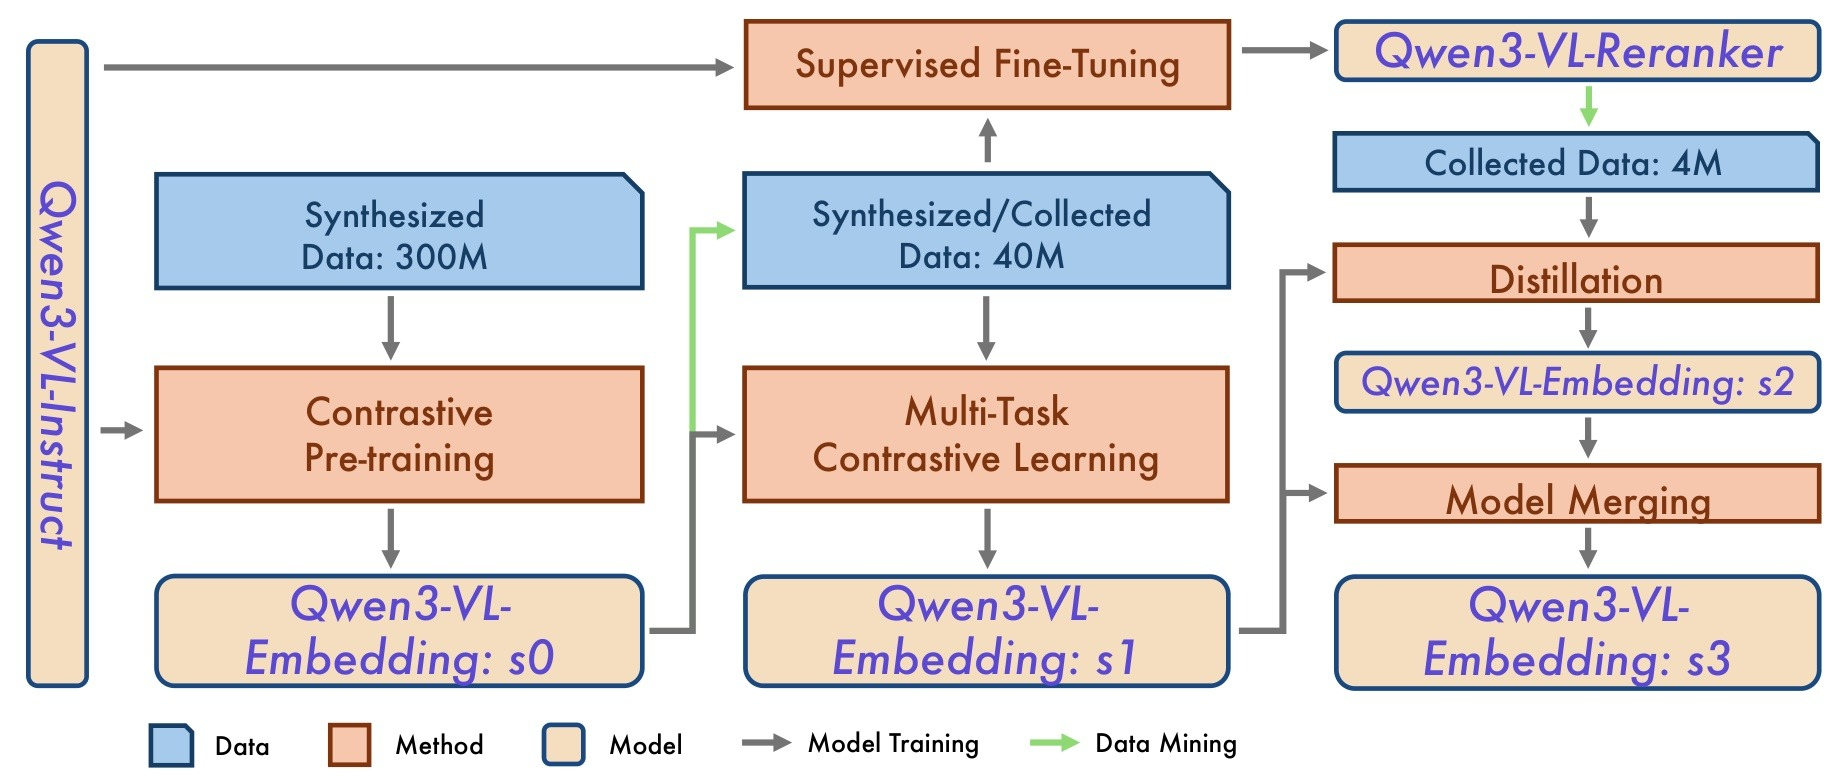 Qwen3-VL-Instruct
Supervised Fine-Tuning
Qwen3-VL-Reranker
Synthesized
Data: 300M
Synthesized/Collected
Data: 40M
Collected Data: 4M
Distillation
Contrastive
Pre-training
Multi-Task
Contrastive Learning
Qwen3-VL-Embedding: s2
Model Merging
Qwen3-VL-
Embedding: s0
Qwen3-VL-
Embedding: s1
Qwen3-VL-
Embedding: s3
Data
Method
Model
Model Training
Data Mining